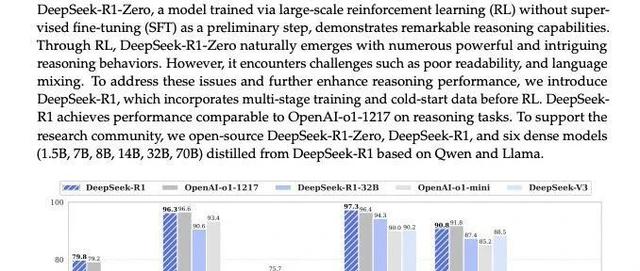 DeepSeek-R1-Zero, a model trained via large-scale reinforcement learning (RL) without super-
vised fine-tuning (SFT) as a preliminary step, demonstrates remarkable reasoning capabilities.
Through RL, DeepSeek-R1-Zero naturally emerges with numerous powerful and intriguing
reasoning behaviors. However, it encounters challenges such as poor readability, and language
mixing. To address these issues and further enhance reasoning performance, we introduce
DeepSeek-R1, which incorporates multi-stage training and cold-start data before RL. DeepSeek-
R1 achieves performance comparable to OpenAI-o1-1217 on reasoning tasks. To support the
research community, we open-source DeepSeek-R1-Zero, DeepSeek-R1, and six dense models
(1.5B, 7B, 8B, 14B, 32B, 70B) distilled from DeepSeek-R1 based on Qwen and Llama.
DeepSeek-R1 OpenAI-o1-1217 DeepSeek-R1-32B OpenAI-o1-mini DeepSeek-V3
100
96.3 96.6 93.4 90.6
97.3 96.4 94.3 90.0 90.2
90.8 91.8 87.4 85.2 88.5
80
79.8 79.2
75.7